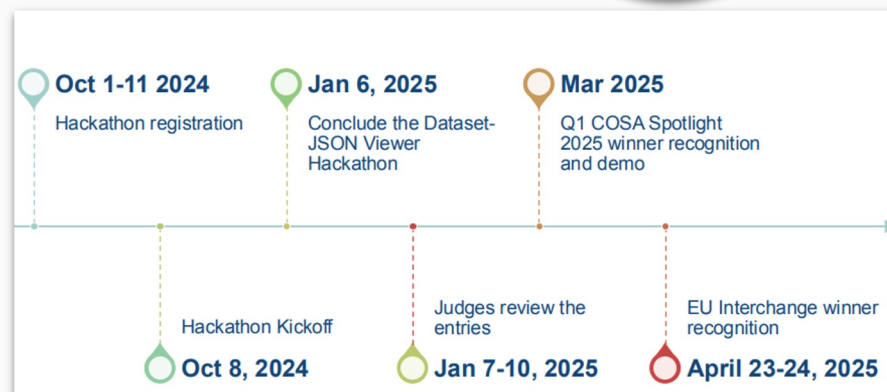 Oct 1-11 2024
Hackathon registration
Jan 6, 2025
Conclude the Dataset-
JSON Viewer
Hackathon
Mar 2025
Q1 COSA Spotlight
2025 winner recognition
and demo
Hackathon Kickoff
Oct 8, 2024
Judges review the
entries
Jan 7-10, 2025
EU Interchange winner
recognition
April 23-24, 2025